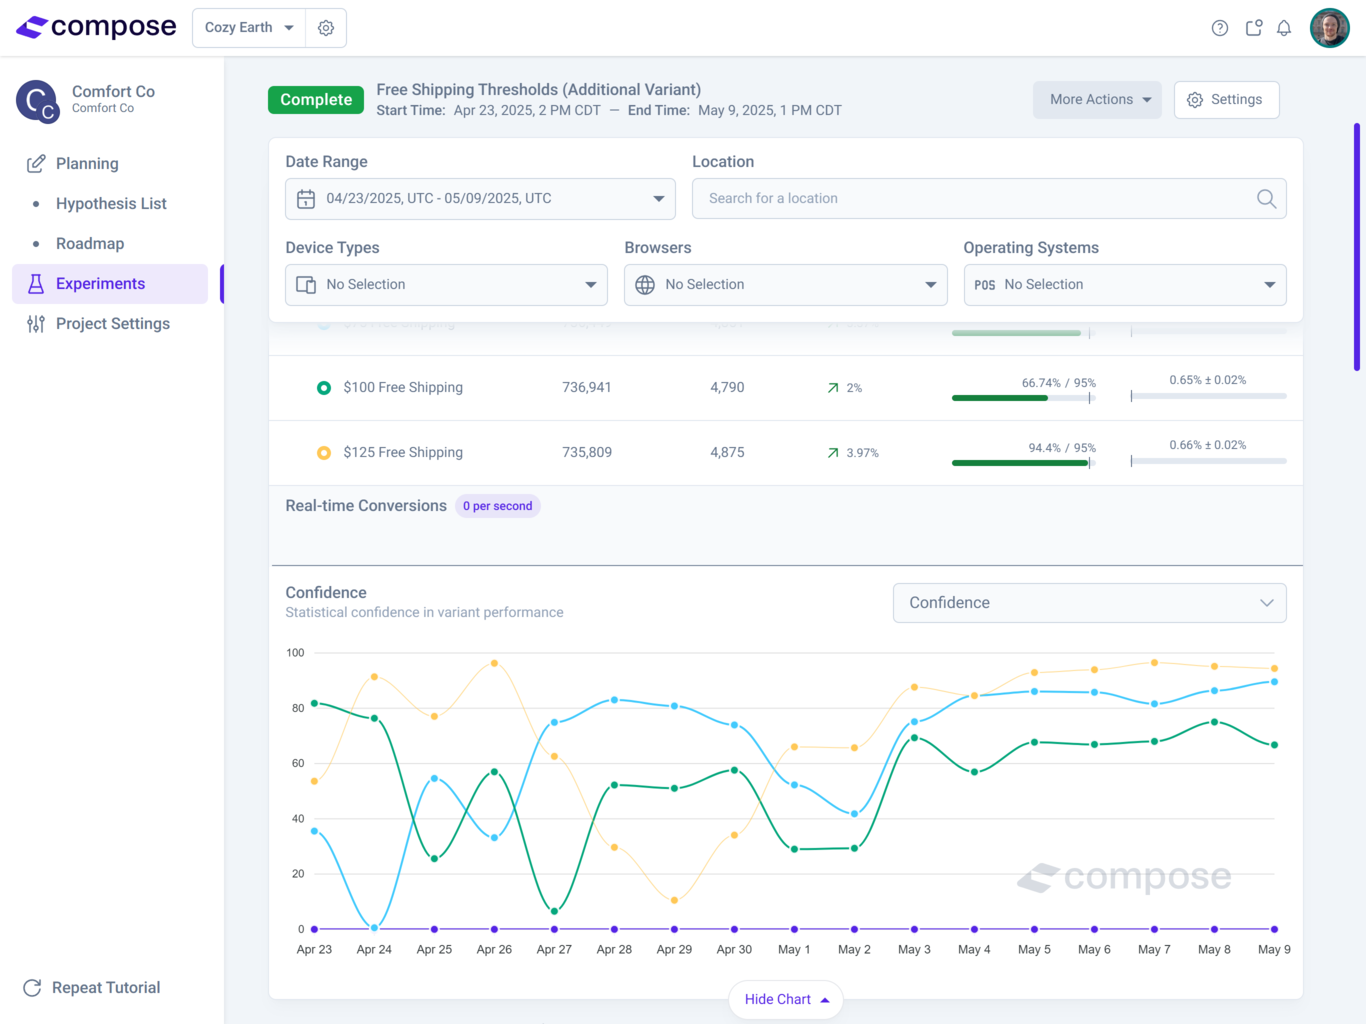 compose
Cozy Earth
Comfort Co
Comfort Co
Planning
Hypothesis List
Roadmap
Experiments
Project Settings
Repeat Tutorial
Complete
Free Shipping Thresholds (Additional Variant)
Start Time: Apr 23, 2025, 2 PM CDT — End Time: May 9, 2025, 1 PM CDT
More Actions
Settings
Date Range
Location
04/23/2025, UTC - 05/09/2025, UTC
Search for a location
Device Types
Browsers
Operating Systems
No Selection
No Selection
POS No Selection
$100 Free Shipping 736,941 4,790 2% 66.74% / 95% 0.65% ± 0.02%
$125 Free Shipping 735,809 4,875 3.97% 94.4% / 95% 0.66% ± 0.02%
Real-time Conversions 0 per second
Confidence
Statistical confidence in variant performance
Confidence
100
80
60
40
20
0
compose
Apr 23 Apr 24 Apr 25 Apr 26 Apr 27 Apr 28 Apr 29 Apr 30 May 1 May 2 May 3 May 4 May 5 May 6 May 7 May 8 May 9
Hide Chart